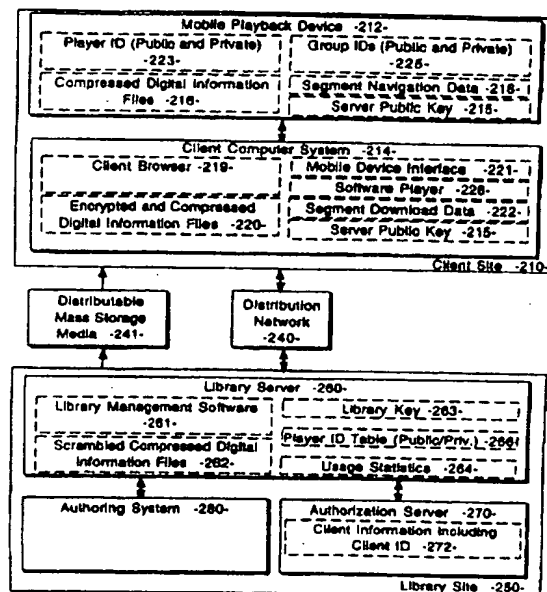 Mobile Playback Device -212-
Player ID (Public and Private)
-223-
Group IDs (Public and Private)
-225-
Compressed Digital Information
Files -216-
Segment Navigation Data -218-
Server Public Key -215-
Client Computer System -214-
Client Browser -219-
Mobile Device Interface -221-
Software Player -226-
Encrypted and Compressed
Digital Information Files -220-
Segment Download Data -222-
Server Public Key -215-
Client Site -210-
Distributable
Mass Storage
Media -241-
Distribution
Network
-240-
Library Server -260-
Library Management Software
-261-
Library Key -263-
Player ID Table (Public/Priv.) -266-
Scrambled Compressed Digital
Information Files -262-
Usage Statistics -264-
Authoring System -280-
Authorization Server -270-
Client Information Including
Client ID -272-
Library Site -250-